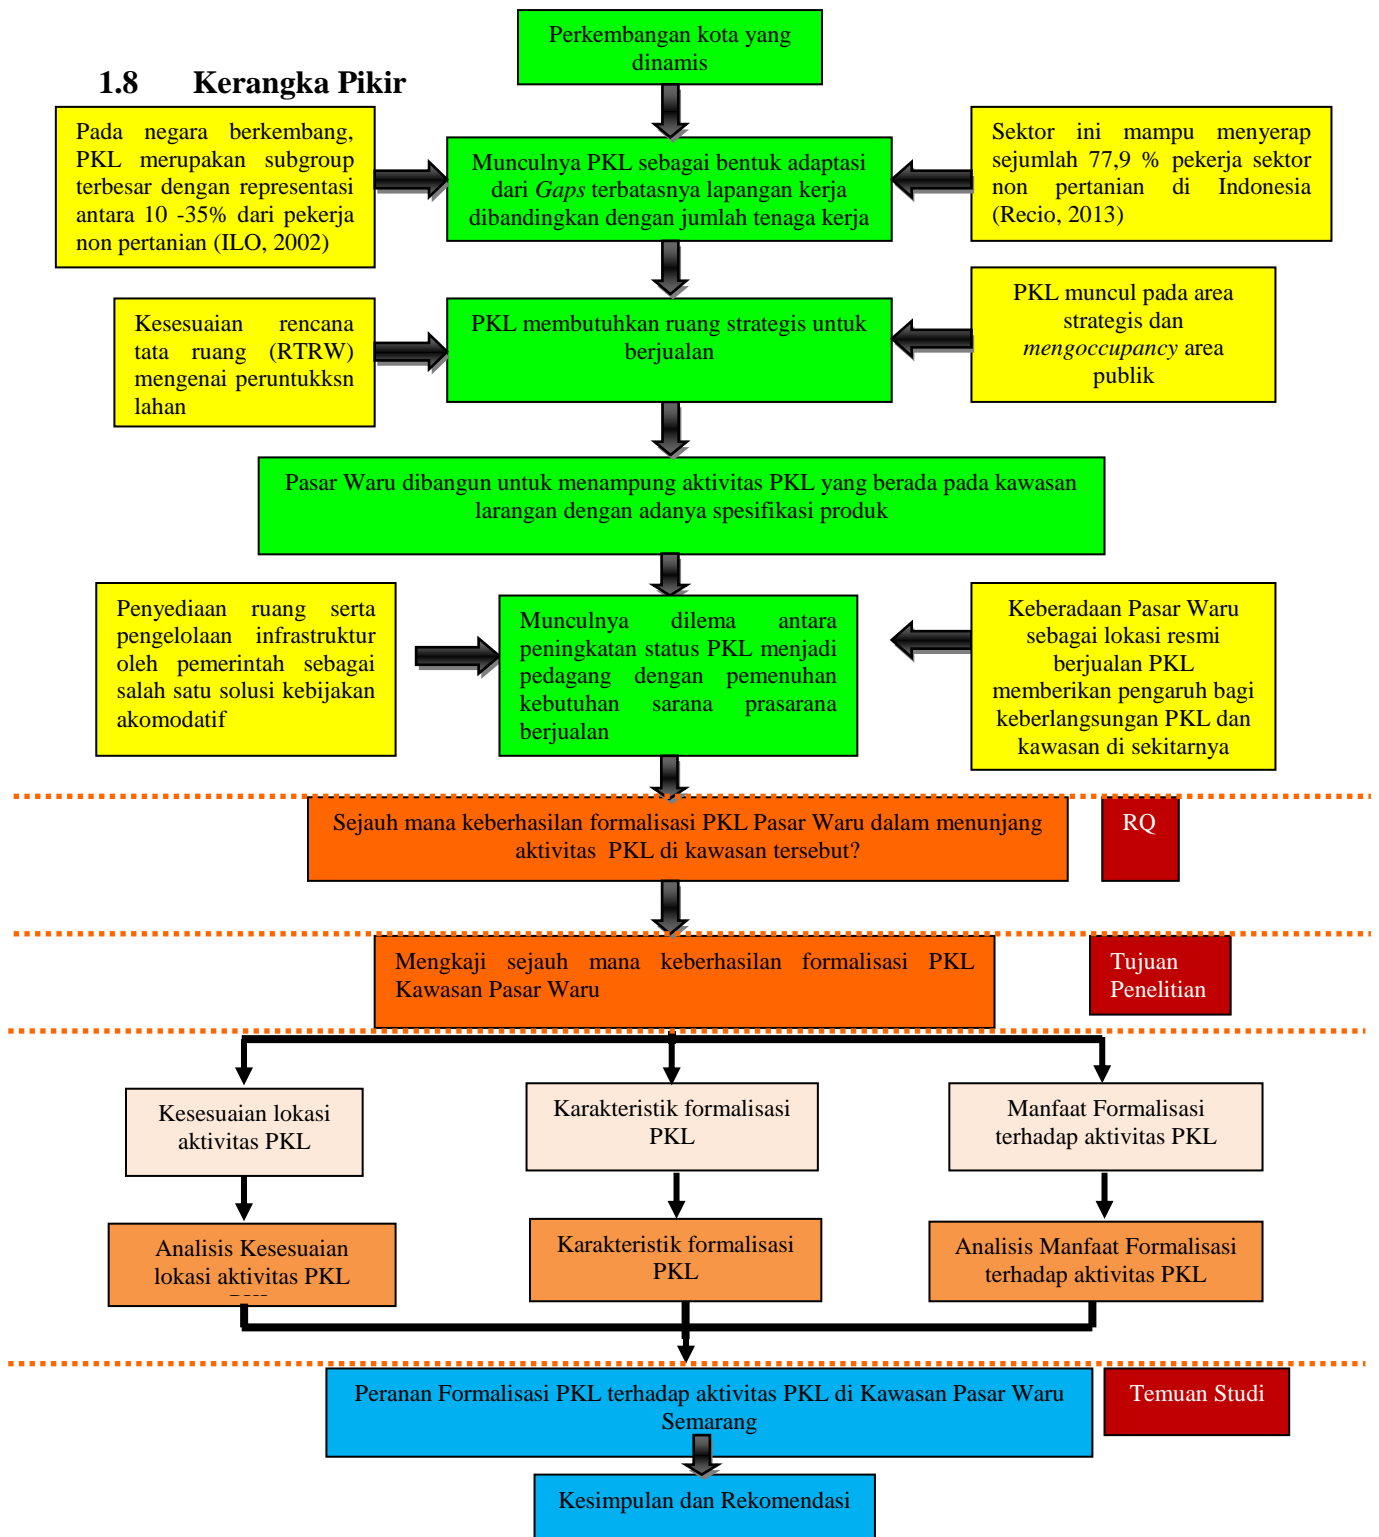 Perkembangan kota yang
dinamis
1.8 Kerangka Pikir
Pada negara berkembang,
PKL merupakan subgroup
terbesar dengan representasi
antara 10 -35% dari pekerja
non pertanian (ILO, 2002)
Munculnya PKL sebagai bentuk adaptasi
dari Gaps terbatasnya lapangan kerja
dibandingkan dengan jumlah tenaga kerja
Sektor ini mampu menyerap
sejumlah 77,9 % pekerja sektor
non pertanian di Indonesia
(Recio, 2013)
Kesesuaian rencana
tata ruang (RTRW)
mengenai peruntukksn
lahan
PKL membutuhkan ruang strategis untuk
berjualan
PKL muncul pada area
strategis dan
mengoccupancy area
publik
Pasar Waru dibangun untuk menampung aktivitas PKL yang berada pada kawasan
larangan dengan adanya spesifikasi produk
Penyediaan ruang serta
pengelolaan infrastruktur
oleh pemerintah sebagai
salah satu solusi kebijakan
akomodatif
Munculnya dilema antara
peningkatan status PKL menjadi
pedagang dengan pemenuhan
kebutuhan sarana prasarana
berjualan
Keberadaan Pasar Waru
sebagai lokasi resmi
berjualan PKL
memberikan pengaruh bagi
keberlangsungan PKL dan
kawasan di sekitarnya
Sejauh mana keberhasilan formalisasi PKL Pasar Waru dalam menunjang
aktivitas PKL di kawasan tersebut?
RQ
Mengkaji sejauh mana keberhasilan formalisasi PKL
Kawasan Pasar Waru
Tujuan
Penelitian
Kesesuaian lokasi
aktivitas PKL
Karakteristik formalisasi
PKL
Manfaat Formalisasi
terhadap aktivitas PKL
Analisis Kesesuaian
lokasi aktivitas PKL
Karakteristik formalisasi
PKL
Analisis Manfaat Formalisasi
terhadap aktivitas PKL
Peranan Formalisasi PKL terhadap aktivitas PKL di Kawasan Pasar Waru
Semarang
Temuan Studi
Kesimpulan dan Rekomendasi